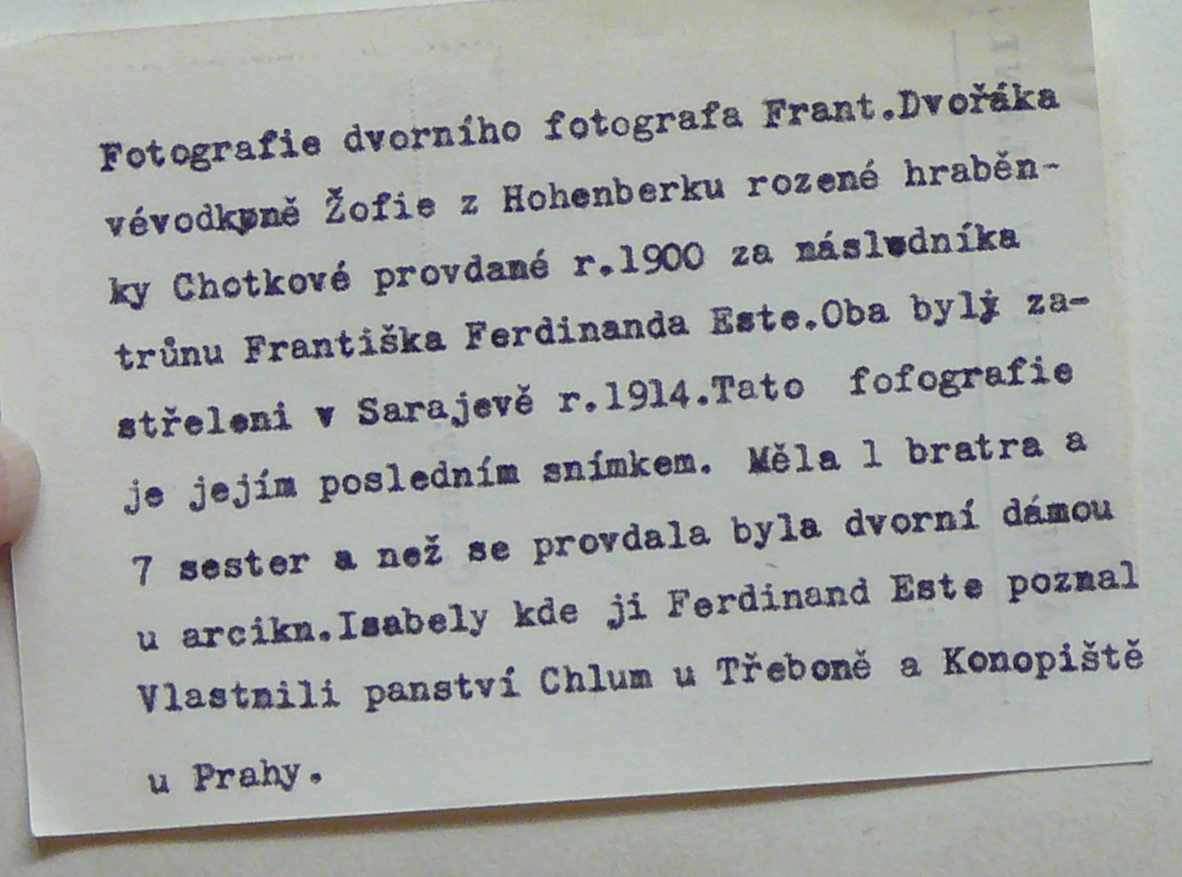 Fotografie dvorního fotografa Frant.Dvořáka
vévodkyně Žofie z Hohenberku rozené hraběn-
ky Chotkové provdané r.1900 za následníka
trůnu Františka Ferdinanda Este.Oba byli za-
střeleni v Sarajevě r.1914.Tato fofografie
je jejím posledním snímkem. Měla 1 bratra a
7 sester a než se provdala byla dvorní dámou
u arcikn.Isabely kde ji Ferdinand Este poznal
Vlastnili panství Chlum u Třeboně a Konopiště
u Prahy.